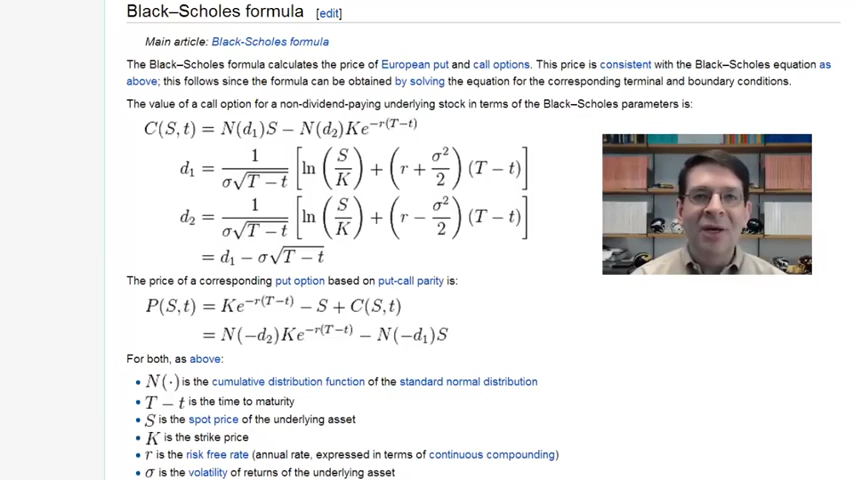 Black–Scholes formula [edit]
Main article: Black-Scholes formula
The Black–Scholes formula calculates the price of European put and call options. This price is consistent with the Black–Scholes equation as
above; this follows since the formula can be obtained by solving the equation for the corresponding terminal and boundary conditions.
The value of a call option for a non-dividend-paying underlying stock in terms of the Black–Scholes parameters is:
C(S,t) = N(d₁)S − N(d₂)Ke^{−r(T−t)}
d₁ = 1/(σ√(T−t)) [ln(S/K) + (r + σ²/2)(T−t)]
d₂ = 1/(σ√(T−t)) [ln(S/K) + (r − σ²/2)(T−t)]
= d₁ − σ√(T−t)
The price of a corresponding put option based on put-call parity is:
P(S,t) = Ke^{−r(T−t)} − S + C(S,t)
= N(−d₂)Ke^{−r(T−t)} − N(−d₁)S
For both, as above:
• N(·) is the cumulative distribution function of the standard normal distribution
• T − t is the time to maturity
• S is the spot price of the underlying asset
• K is the strike price
• r is the risk free rate (annual rate, expressed in terms of continuous compounding)
• σ is the volatility of returns of the underlying asset